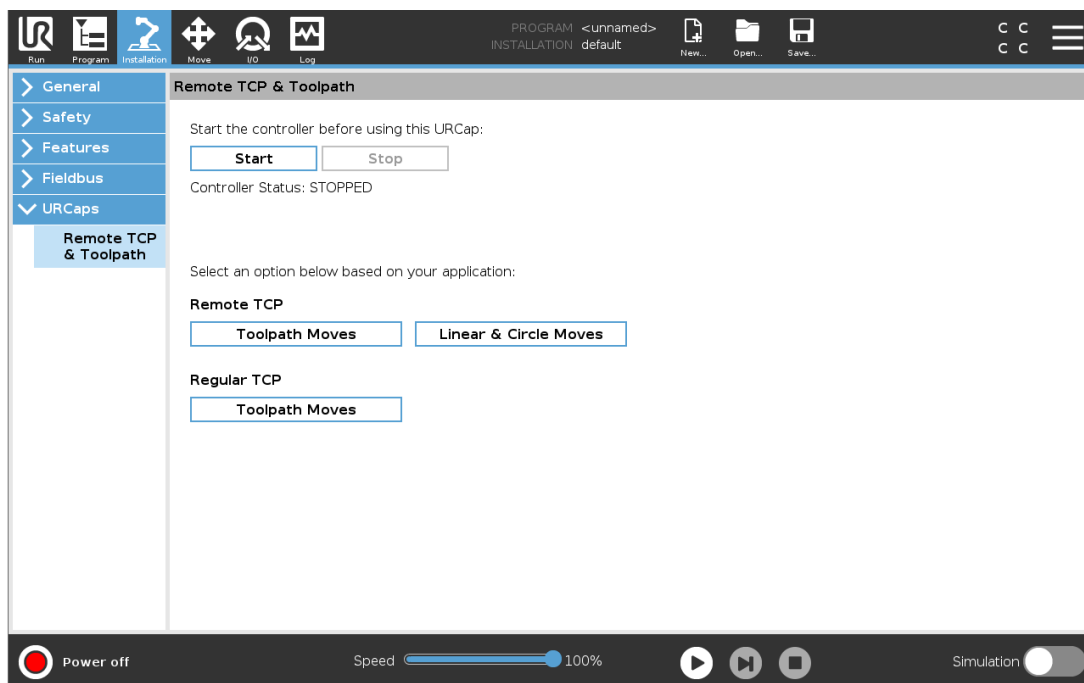 PROGRAM <unnamed>
INSTALLATION default
C C
C C
UR
Run Program Installation Move I/O Log New... Open... Save...
General
Safety
Features
Fieldbus
URCaps
Remote TCP
& Toolpath
Remote TCP & Toolpath
Start the controller before using this URCap:
Start Stop
Controller Status: STOPPED
Select an option below based on your application:
Remote TCP
Toolpath Moves Linear & Circle Moves
Regular TCP
Toolpath Moves
Power off Speed 100% Simulation